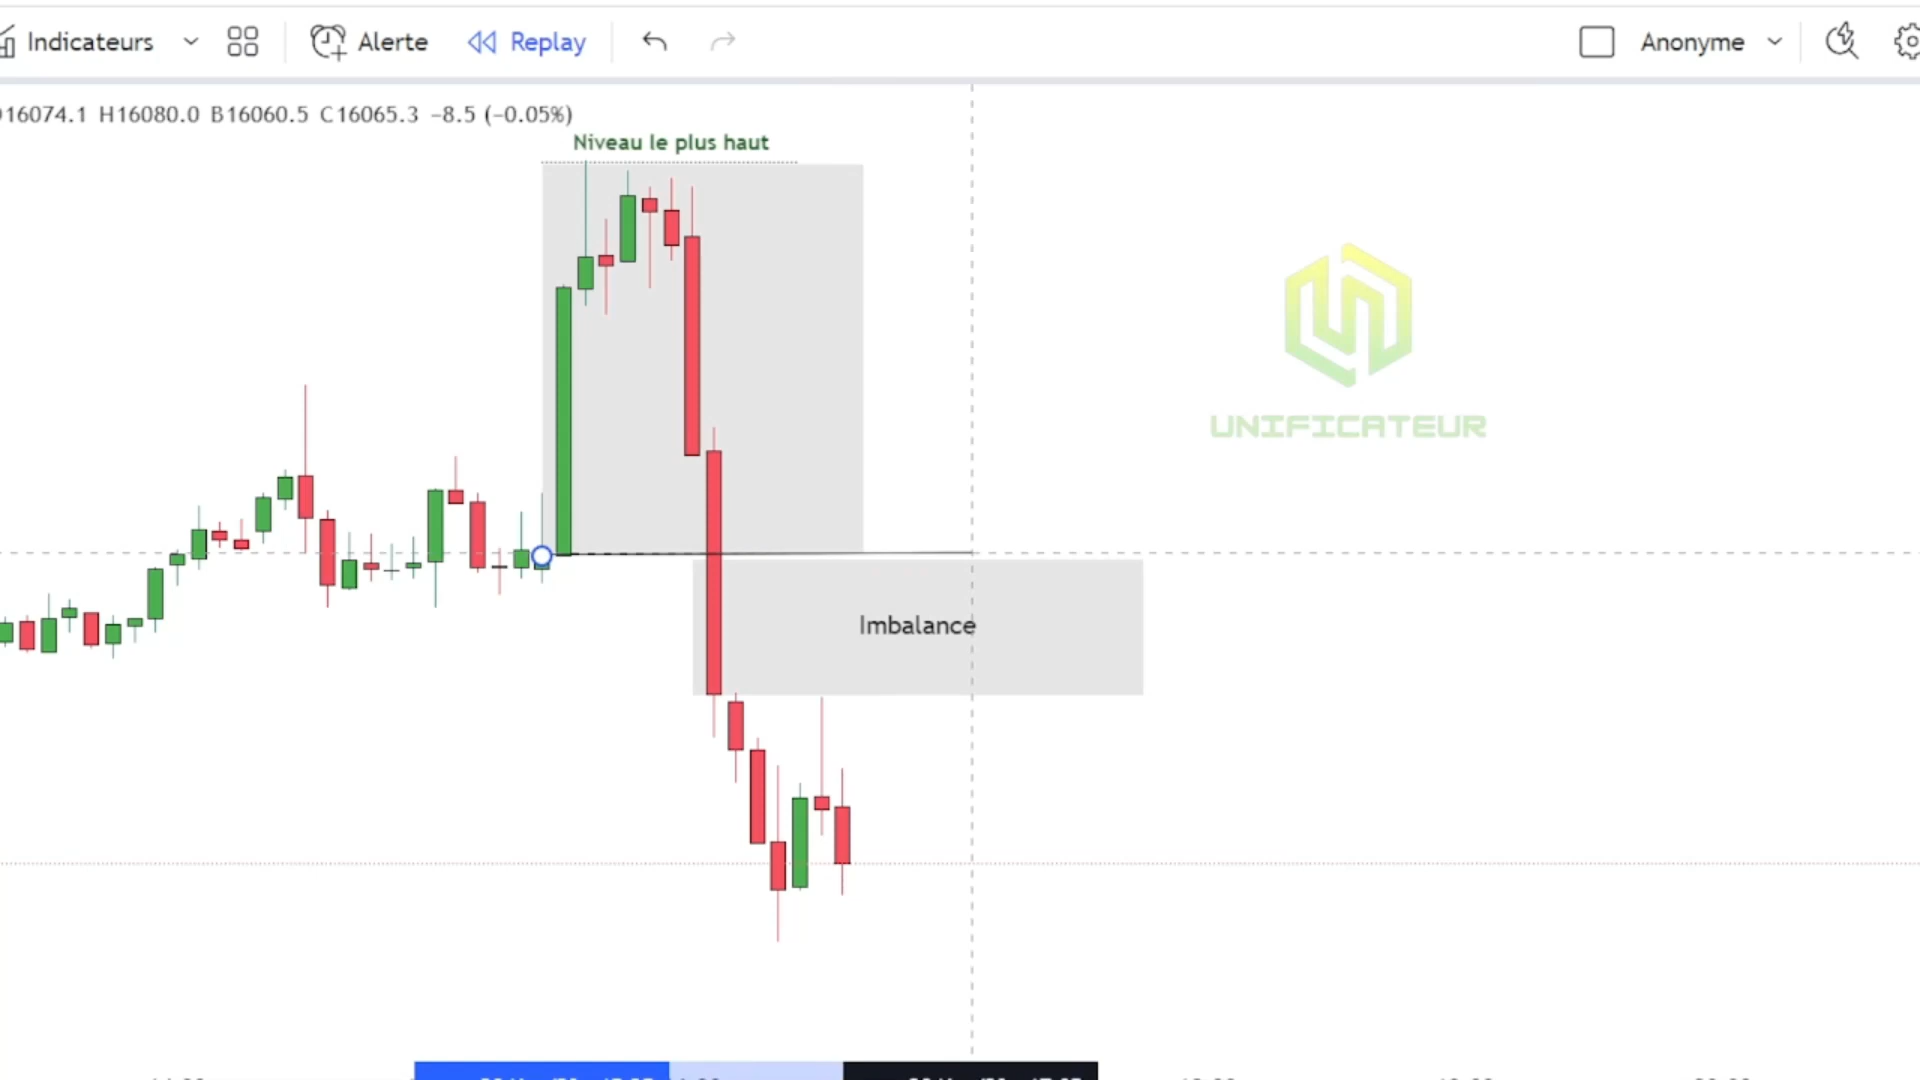 Indicateurs
Alerte
Replay
Anonyme
16074.1 H16080.0 B16060.5 C16065.3 −8.5 (−0.05%)
Niveau le plus haut
UNIFICATEUR
Imbalance